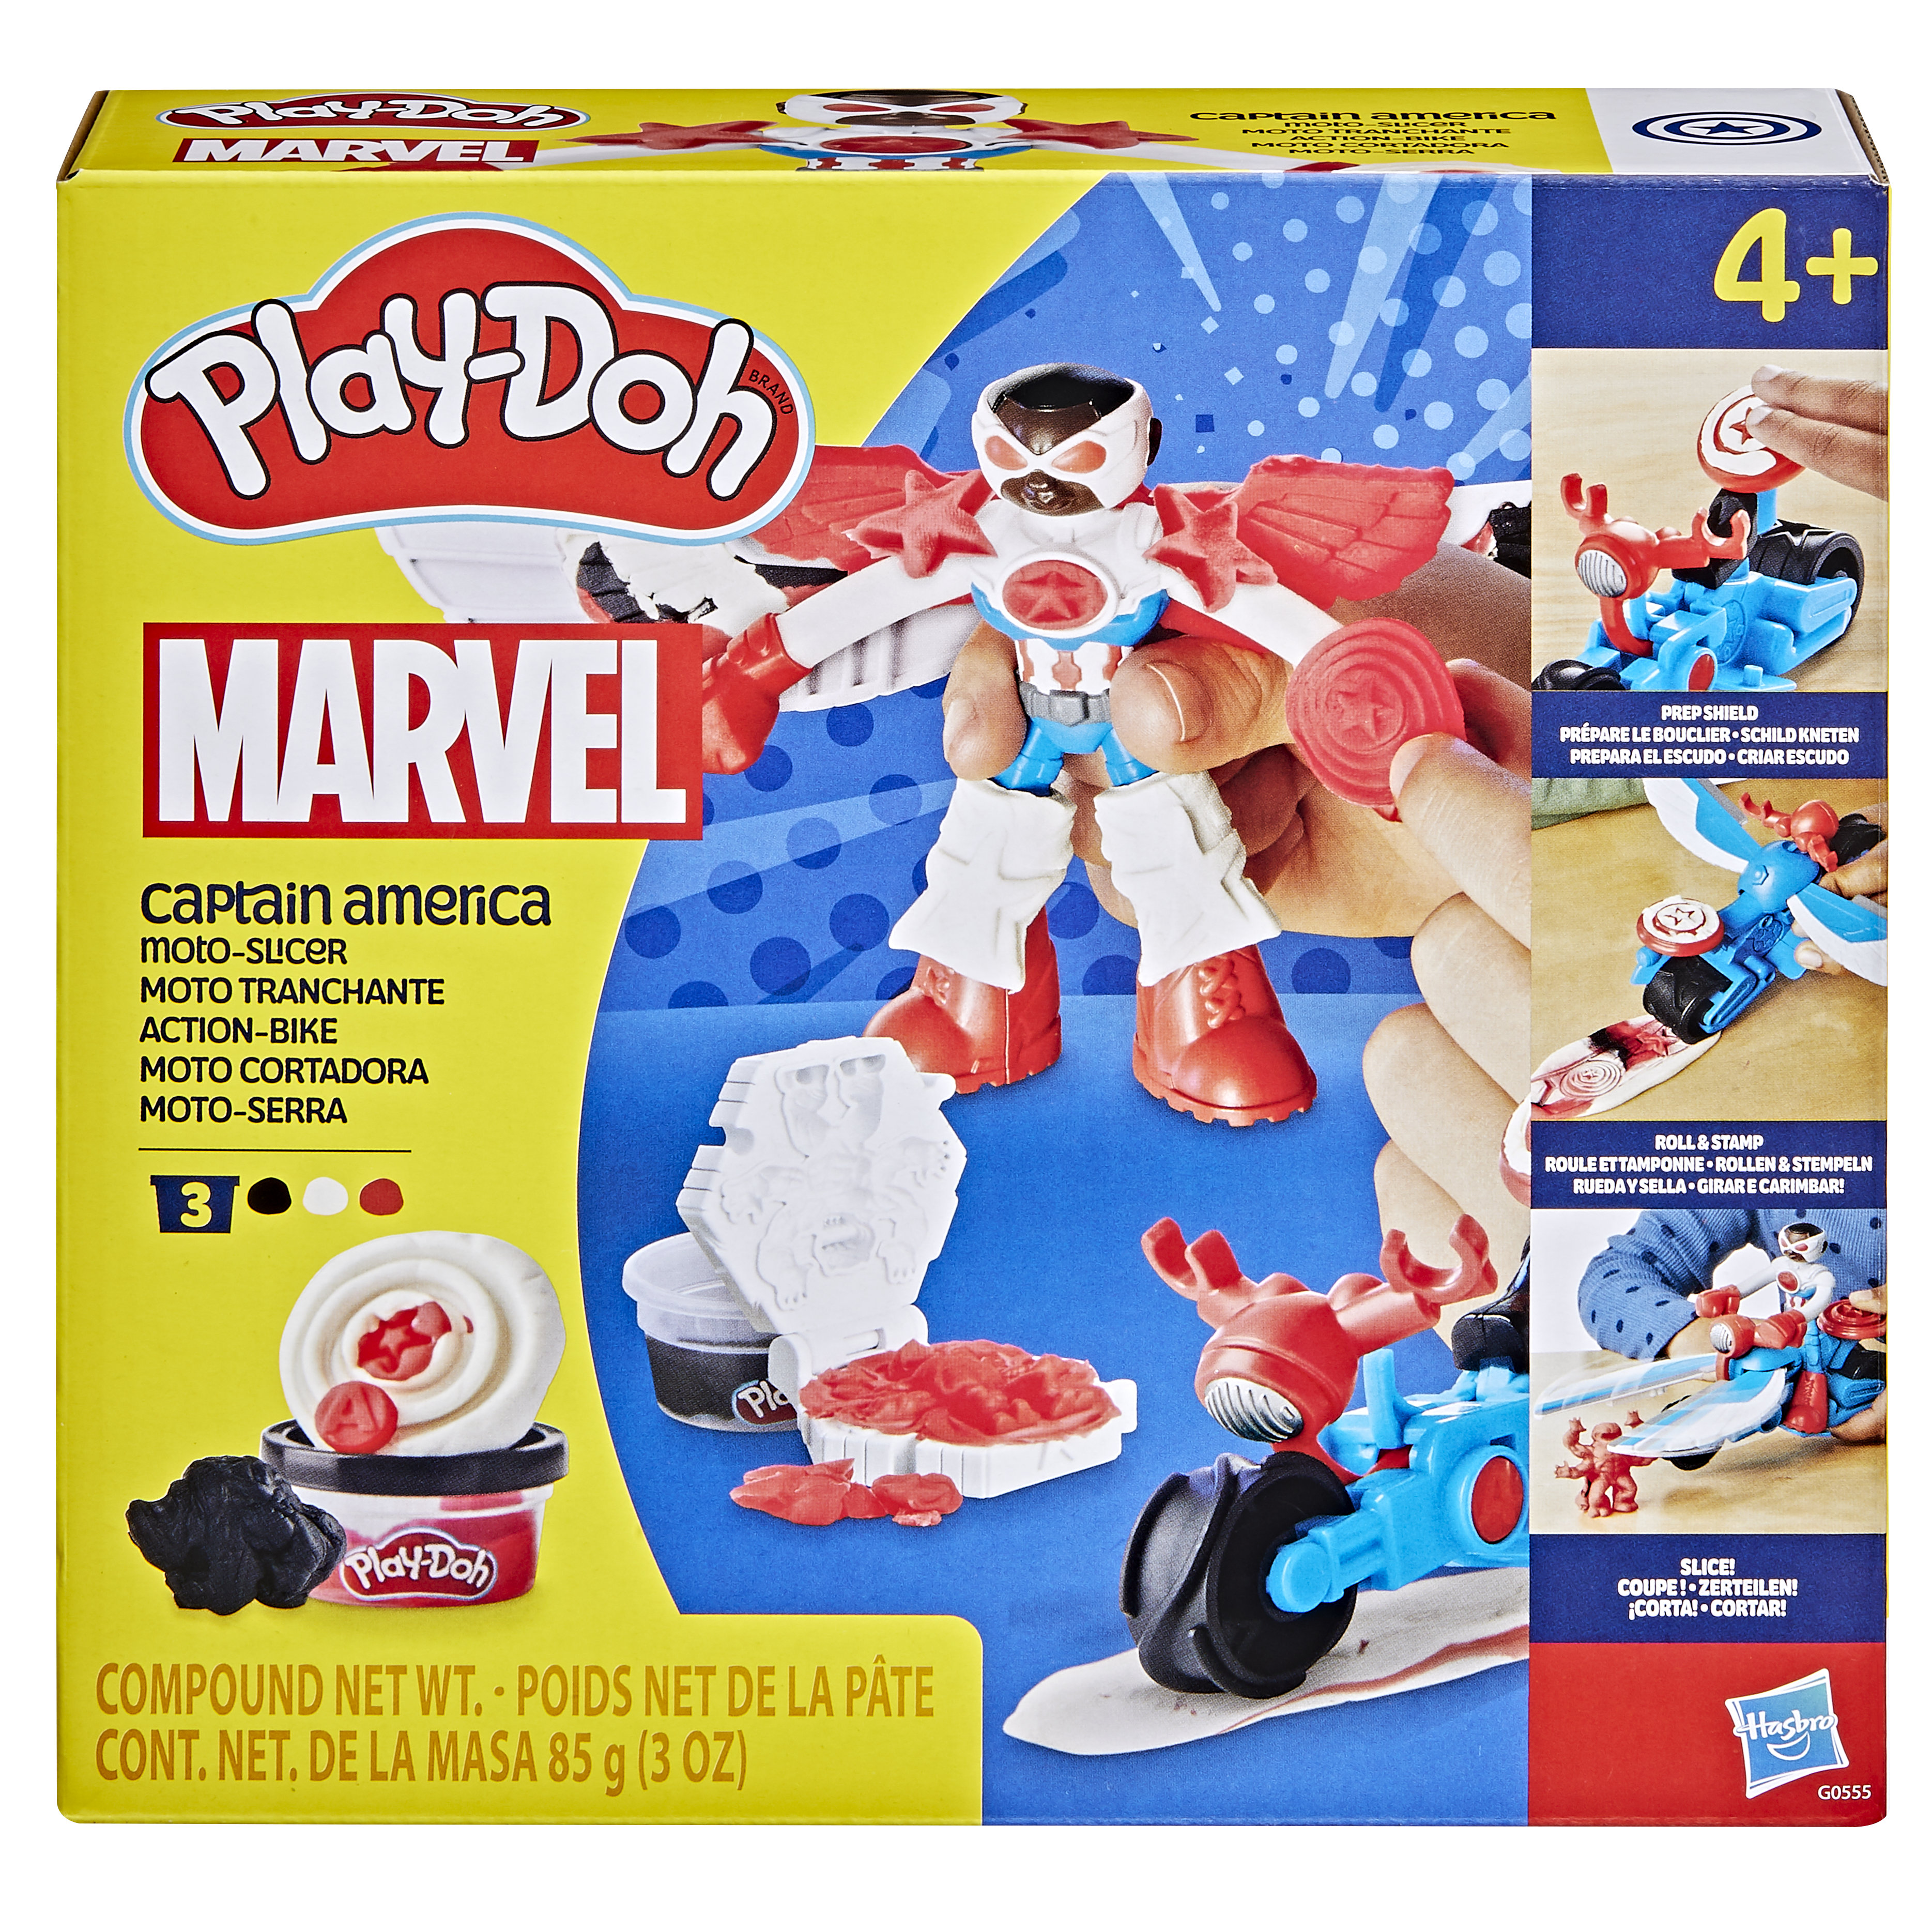 Play-Doh
MARVEL
captain america
moto-slicer
MOTO TRANCHANTE
ACTION-BIKE
MOTO CORTADORA
MOTO-SERRA
4+
Play-Doh BRAND
MARVEL
captain america
moto-slicer
MOTO TRANCHANTE
ACTION-BIKE
MOTO CORTADORA
MOTO-SERRA
3
A
Play-Doh
Pla
COMPOUND NET WT. • POIDS NET DE LA PÂTE
CONT. NET. DE LA MASA 85 g (3 OZ)
PREP SHIELD
PRÉPARE LE BOUCLIER • SCHILD KNETEN
PREPARA EL ESCUDO • CRIAR ESCUDO
ROLL & STAMP
ROULE ET TAMPONNE • ROLLEN & STEMPELN
RUEDA Y SELLA • GIRAR E CARIMBAR!
SLICE!
COUPE ! • ZERTEILEN!
¡CORTA! • CORTAR!
Hasbro
G0555